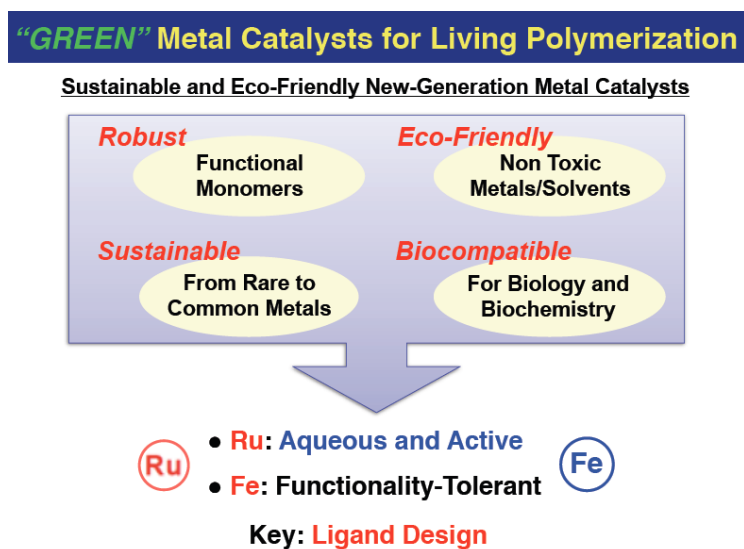 "GREEN" Metal Catalysts for Living Polymerization
Sustainable and Eco-Friendly New-Generation Metal Catalysts
Robust
Functional
Monomers
Eco-Friendly
Non Toxic
Metals/Solvents
Sustainable
From Rare to
Common Metals
Biocompatible
For Biology and
Biochemistry
Ru
● Ru: Aqueous and Active
● Fe: Functionality-Tolerant
Fe
Key: Ligand Design